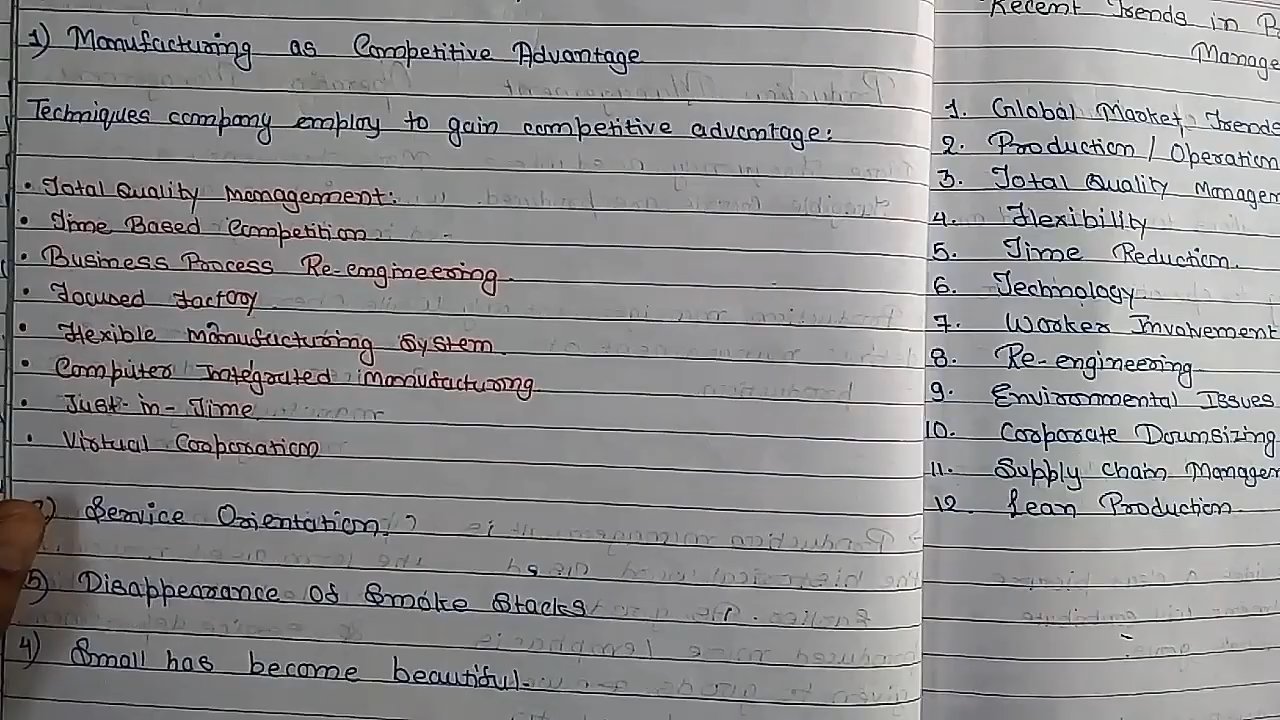 1) Manufacturing as Competitive Advantage
Techniques company employ to gain competitive advantage:
• Total Quality Management:
• Time Based Competition
• Business Process Re-engineering
• Focused Factory
• Flexible Manufacturing System
• Computer Integrated Manufacturing
• Just-in-Time
• Virtual Corporation
Service Orientation
Disappearance of Smoke Stacks
4) Small has become beautiful
Recent Trends in P
Manage
1. Global Market Trends
2. Production / Operation
3. Total Quality Manager
4. Flexibility
5. Time Reduction
6. Technology
7. Worker Involvement
8. Re-engineering
9. Environmental Issues
10. Corporate Downsizing
11. Supply Chain Manager
12. Lean Production